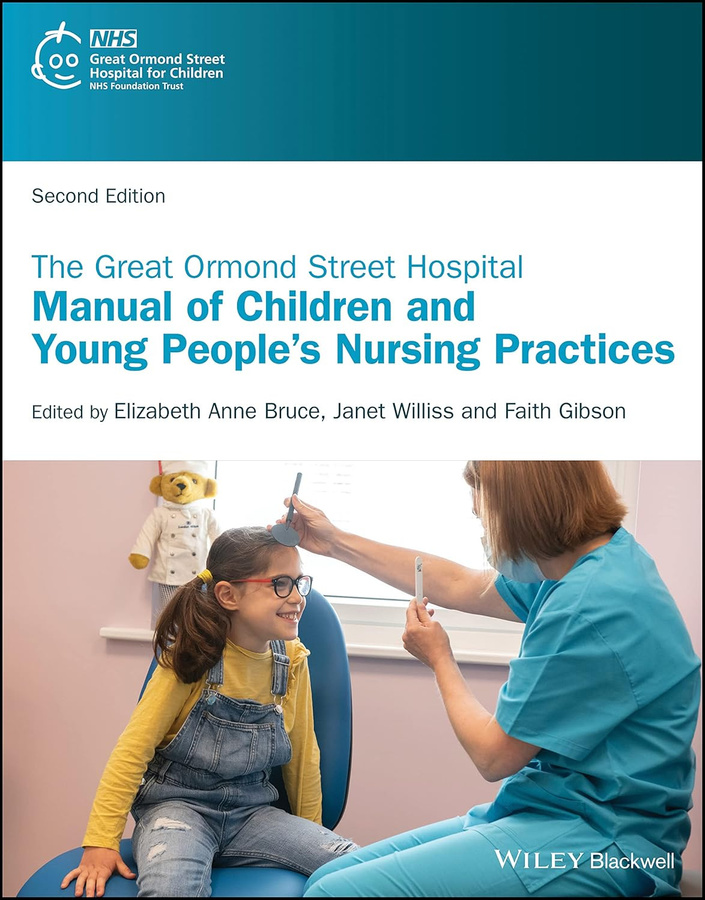 NHS
Great Ormond Street
Hospital for Children
NHS Foundation Trust
Second Edition
The Great Ormond Street Hospital
Manual of Children and
Young People's Nursing Practices
Edited by Elizabeth Anne Bruce, Janet Williss and Faith Gibson
WILEY Blackwell